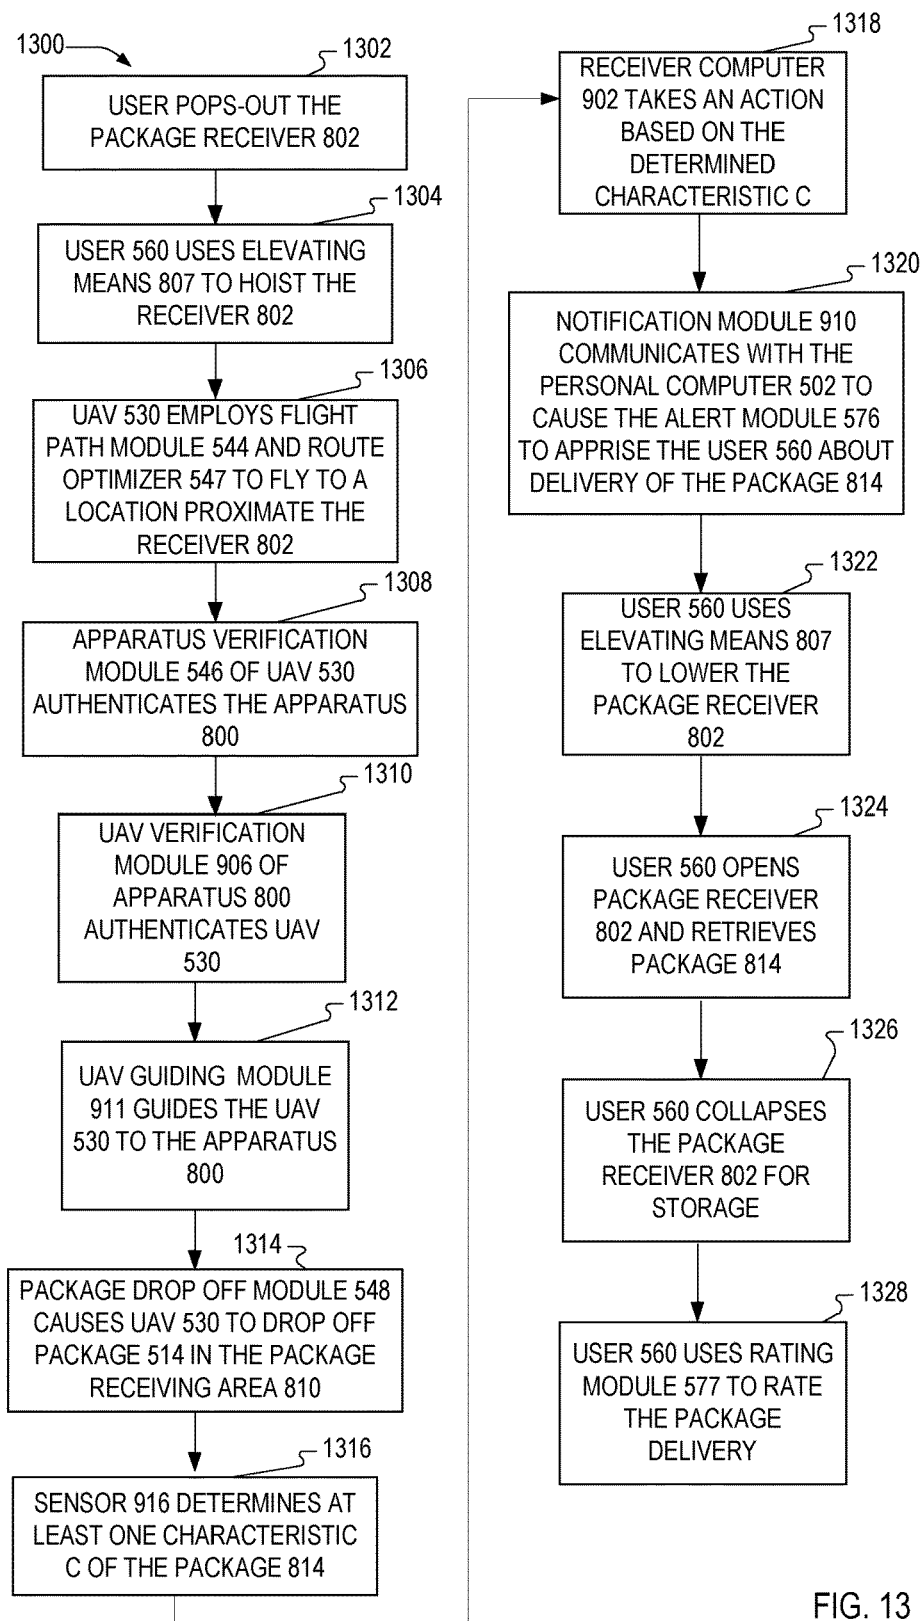 1300
1302
USER POPS-OUT THE
PACKAGE RECEIVER 802
1304
USER 560 USES ELEVATING
MEANS 807 TO HOIST THE
RECEIVER 802
1306
UAV 530 EMPLOYS FLIGHT
PATH MODULE 544 AND ROUTE
OPTIMIZER 547 TO FLY TO A
LOCATION PROXIMATE THE
RECEIVER 802
1308
APPARATUS VERIFICATION
MODULE 546 OF UAV 530
AUTHENTICATES THE APPARATUS
800
1310
UAV VERIFICATION
MODULE 906 OF
APPARATUS 800
AUTHENTICATES UAV
530
1312
UAV GUIDING MODULE
911 GUIDES THE UAV
530 TO THE APPARATUS
800
1314
PACKAGE DROP OFF MODULE 548
CAUSES UAV 530 TO DROP OFF
PACKAGE 514 IN THE PACKAGE
RECEIVING AREA 810
1316
SENSOR 916 DETERMINES AT
LEAST ONE CHARACTERISTIC
C OF THE PACKAGE 814
1318
RECEIVER COMPUTER
902 TAKES AN ACTION
BASED ON THE
DETERMINED
CHARACTERISTIC C
1320
NOTIFICATION MODULE 910
COMMUNICATES WITH THE
PERSONAL COMPUTER 502 TO
CAUSE THE ALERT MODULE 576
TO APPRISE THE USER 560 ABOUT
DELIVERY OF THE PACKAGE 814
1322
USER 560 USES
ELEVATING MEANS 807
TO LOWER THE
PACKAGE RECEIVER
802
1324
USER 560 OPENS
PACKAGE RECEIVER
802 AND RETRIEVES
PACKAGE 814
1326
USER 560 COLLAPSES
THE PACKAGE
RECEIVER 802 FOR
STORAGE
1328
USER 560 USES RATING
MODULE 577 TO RATE
THE PACKAGE
DELIVERY
FIG. 13